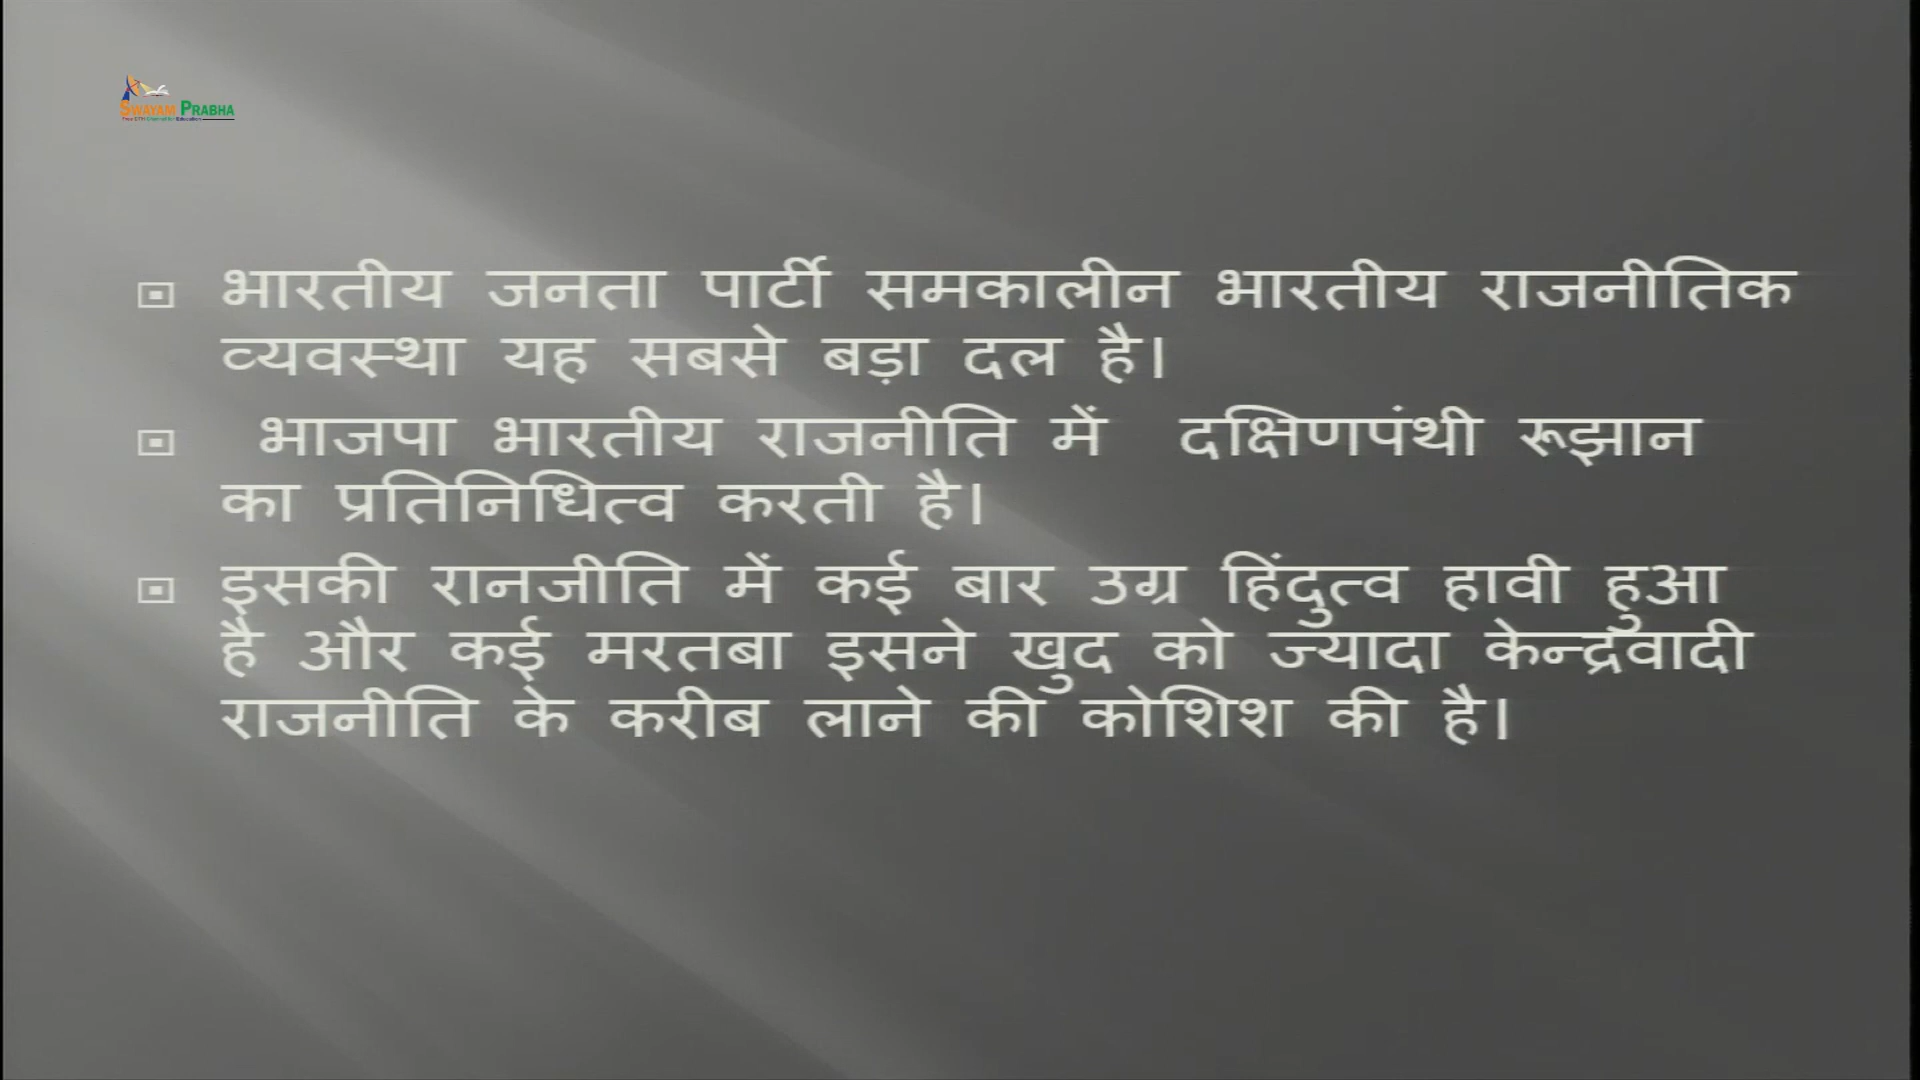 SWAYAM PRABHA
भारतीय जनता पार्टी समकालीन भारतीय राजनीतिक
व्यवस्था यह सबसे बड़ा दल है।
भाजपा भारतीय राजनीति में दक्षिणपंथी रूझान
का प्रतिनिधित्व करती है।
इसकी रानजीति में कई बार उग्र हिंदुत्व हावी हुआ
है और कई मरतबा इसने खुद को ज्यादा केन्द्रवादी
राजनीति के करीब लाने की कोशिश की है।